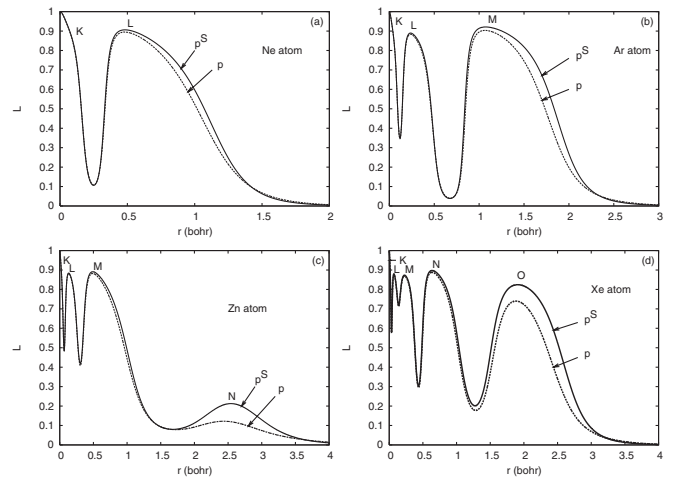 (a)
Ne atom
K
L
p^S
p
L
1
0.9
0.8
0.7
0.6
0.5
0.4
0.3
0.2
0.1
0
0 0.5 1 1.5 2
r (bohr)
(b)
Ar atom
K
L
M
p^S
p
L
1
0.9
0.8
0.7
0.6
0.5
0.4
0.3
0.2
0.1
0
0 0.5 1 1.5 2 2.5 3
r (bohr)
(c)
Zn atom
K
L
M
N
p^S
p
L
1
0.9
0.8
0.7
0.6
0.5
0.4
0.3
0.2
0.1
0
0 0.5 1 1.5 2 2.5 3 3.5 4
r (bohr)
(d)
Xe atom
K
L
M
N
O
p^S
p
L
1
0.9
0.8
0.7
0.6
0.5
0.4
0.3
0.2
0.1
0
0 0.5 1 1.5 2 2.5 3 3.5 4
r (bohr)